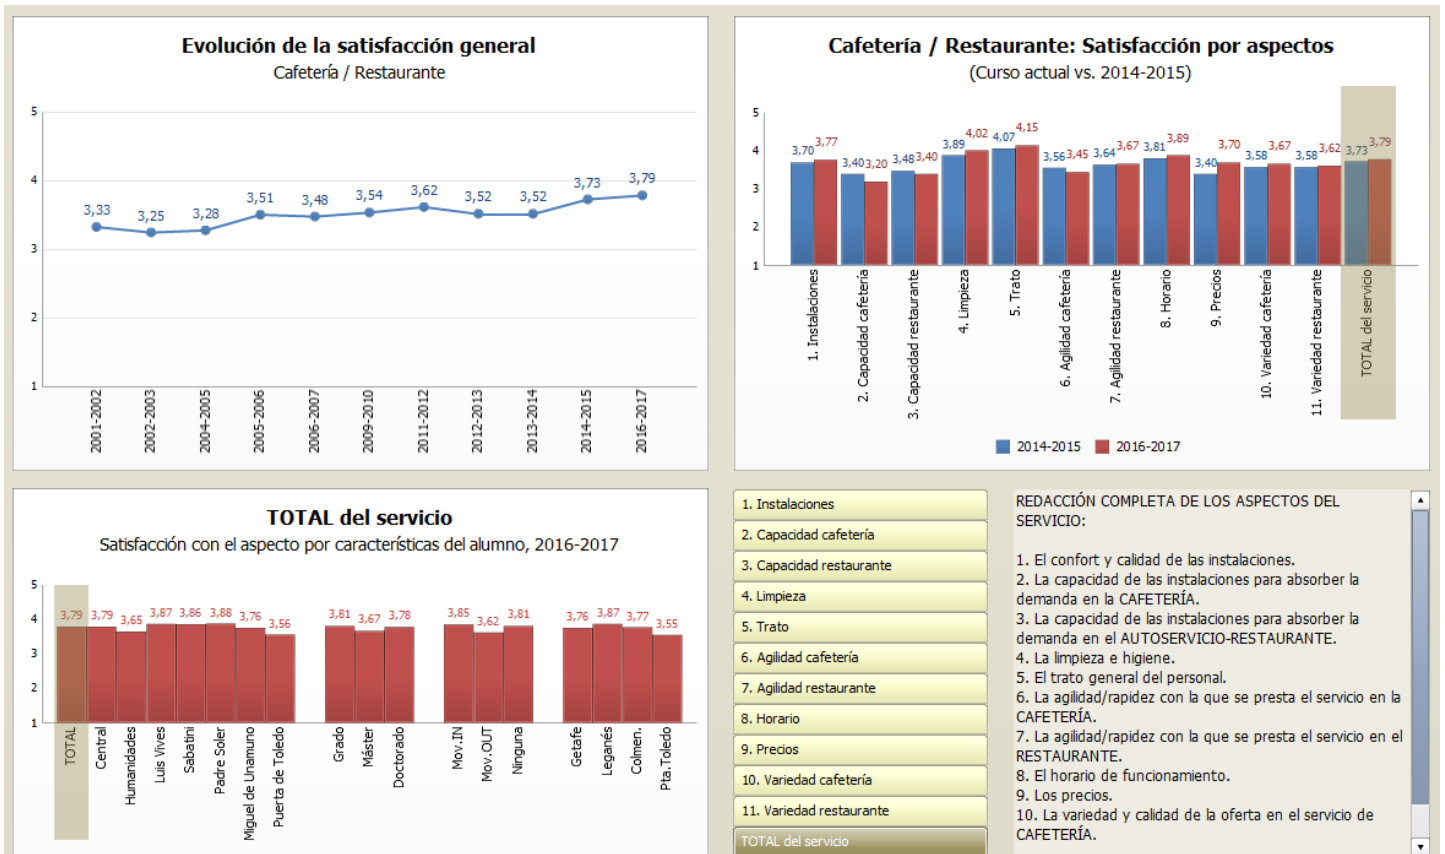 Evolución de la satisfacción general
Cafetería / Restaurante
5
4
3
2
1
3,33
3,25
3,28
3,51
3,48
3,54
3,62
3,52
3,52
3,73
3,79
2001-2002
2002-2003
2004-2005
2005-2006
2006-2007
2009-2010
2011-2012
2012-2013
2013-2014
2014-2015
2016-2017
Cafetería / Restaurante: Satisfacción por aspectos
(Curso actual vs. 2014-2015)
5
4
3
2
1
3,70
3,77
3,40
3,20
3,48
3,40
3,89
4,02
4,07
4,15
3,56
3,45
3,64
3,67
3,81
3,89
3,40
3,70
3,58
3,67
3,58
3,62
3,73
3,79
1. Instalaciones
2. Capacidad cafetería
3. Capacidad restaurante
4. Limpieza
5. Trato
6. Agilidad cafetería
7. Agilidad restaurante
8. Horario
9. Precios
10. Variedad cafetería
11. Variedad restaurante
TOTAL del servicio
2014-2015
2016-2017
TOTAL del servicio
Satisfacción con el aspecto por características del alumno, 2016-2017
5
4
3
2
1
3,79
3,79
3,65
3,87
3,86
3,88
3,76
3,56
3,81
3,67
3,78
3,85
3,62
3,81
3,76
3,87
3,77
3,55
TOTAL
Central
Humanidades
Luis Vives
Sabatini
Padre Soler
Miguel de Unamuno
Puerta de Toledo
Grado
Máster
Doctorado
Mov.IN
Mov.OUT
Ninguna
Getafe
Leganés
Colmen.
Pta.Toledo
1. Instalaciones
2. Capacidad cafetería
3. Capacidad restaurante
4. Limpieza
5. Trato
6. Agilidad cafetería
7. Agilidad restaurante
8. Horario
9. Precios
10. Variedad cafetería
11. Variedad restaurante
TOTAL del servicio
REDACCIÓN COMPLETA DE LOS ASPECTOS DEL
SERVICIO:
1. El confort y calidad de las instalaciones.
2. La capacidad de las instalaciones para absorber la
demanda en la CAFETERÍA.
3. La capacidad de las instalaciones para absorber la
demanda en el AUTOSERVICIO-RESTAURANTE.
4. La limpieza e higiene.
5. El trato general del personal.
6. La agilidad/rapidez con la que se presta el servicio en la
CAFETERÍA.
7. La agilidad/rapidez con la que se presta el servicio en el
RESTAURANTE.
8. El horario de funcionamiento.
9. Los precios.
10. La variedad y calidad de la oferta en el servicio de
CAFETERÍA.